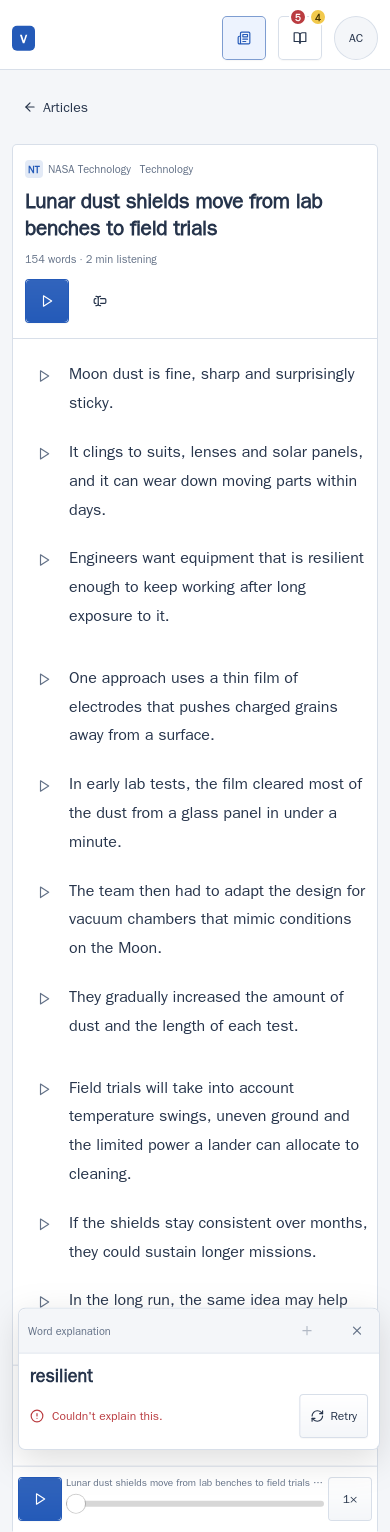 V
5
4
AC
Articles
NT NASA Technology Technology
Lunar dust shields move from lab
benches to field trials
154 words · 2 min listening
Moon dust is fine, sharp and surprisingly
sticky.
It clings to suits, lenses and solar panels,
and it can wear down moving parts within
days.
Engineers want equipment that is resilient
enough to keep working after long
exposure to it.
One approach uses a thin film of
electrodes that pushes charged grains
away from a surface.
In early lab tests, the film cleared most of
the dust from a glass panel in under a
minute.
The team then had to adapt the design for
vacuum chambers that mimic conditions
on the Moon.
They gradually increased the amount of
dust and the length of each test.
Field trials will take into account
temperature swings, uneven ground and
the limited power a lander can allocate to
cleaning.
If the shields stay consistent over months,
they could sustain longer missions.
In the long run, the same idea may help
Word explanation
resilient
Couldn't explain this.
Retry
Lunar dust shields move from lab benches to field trials ···
1×